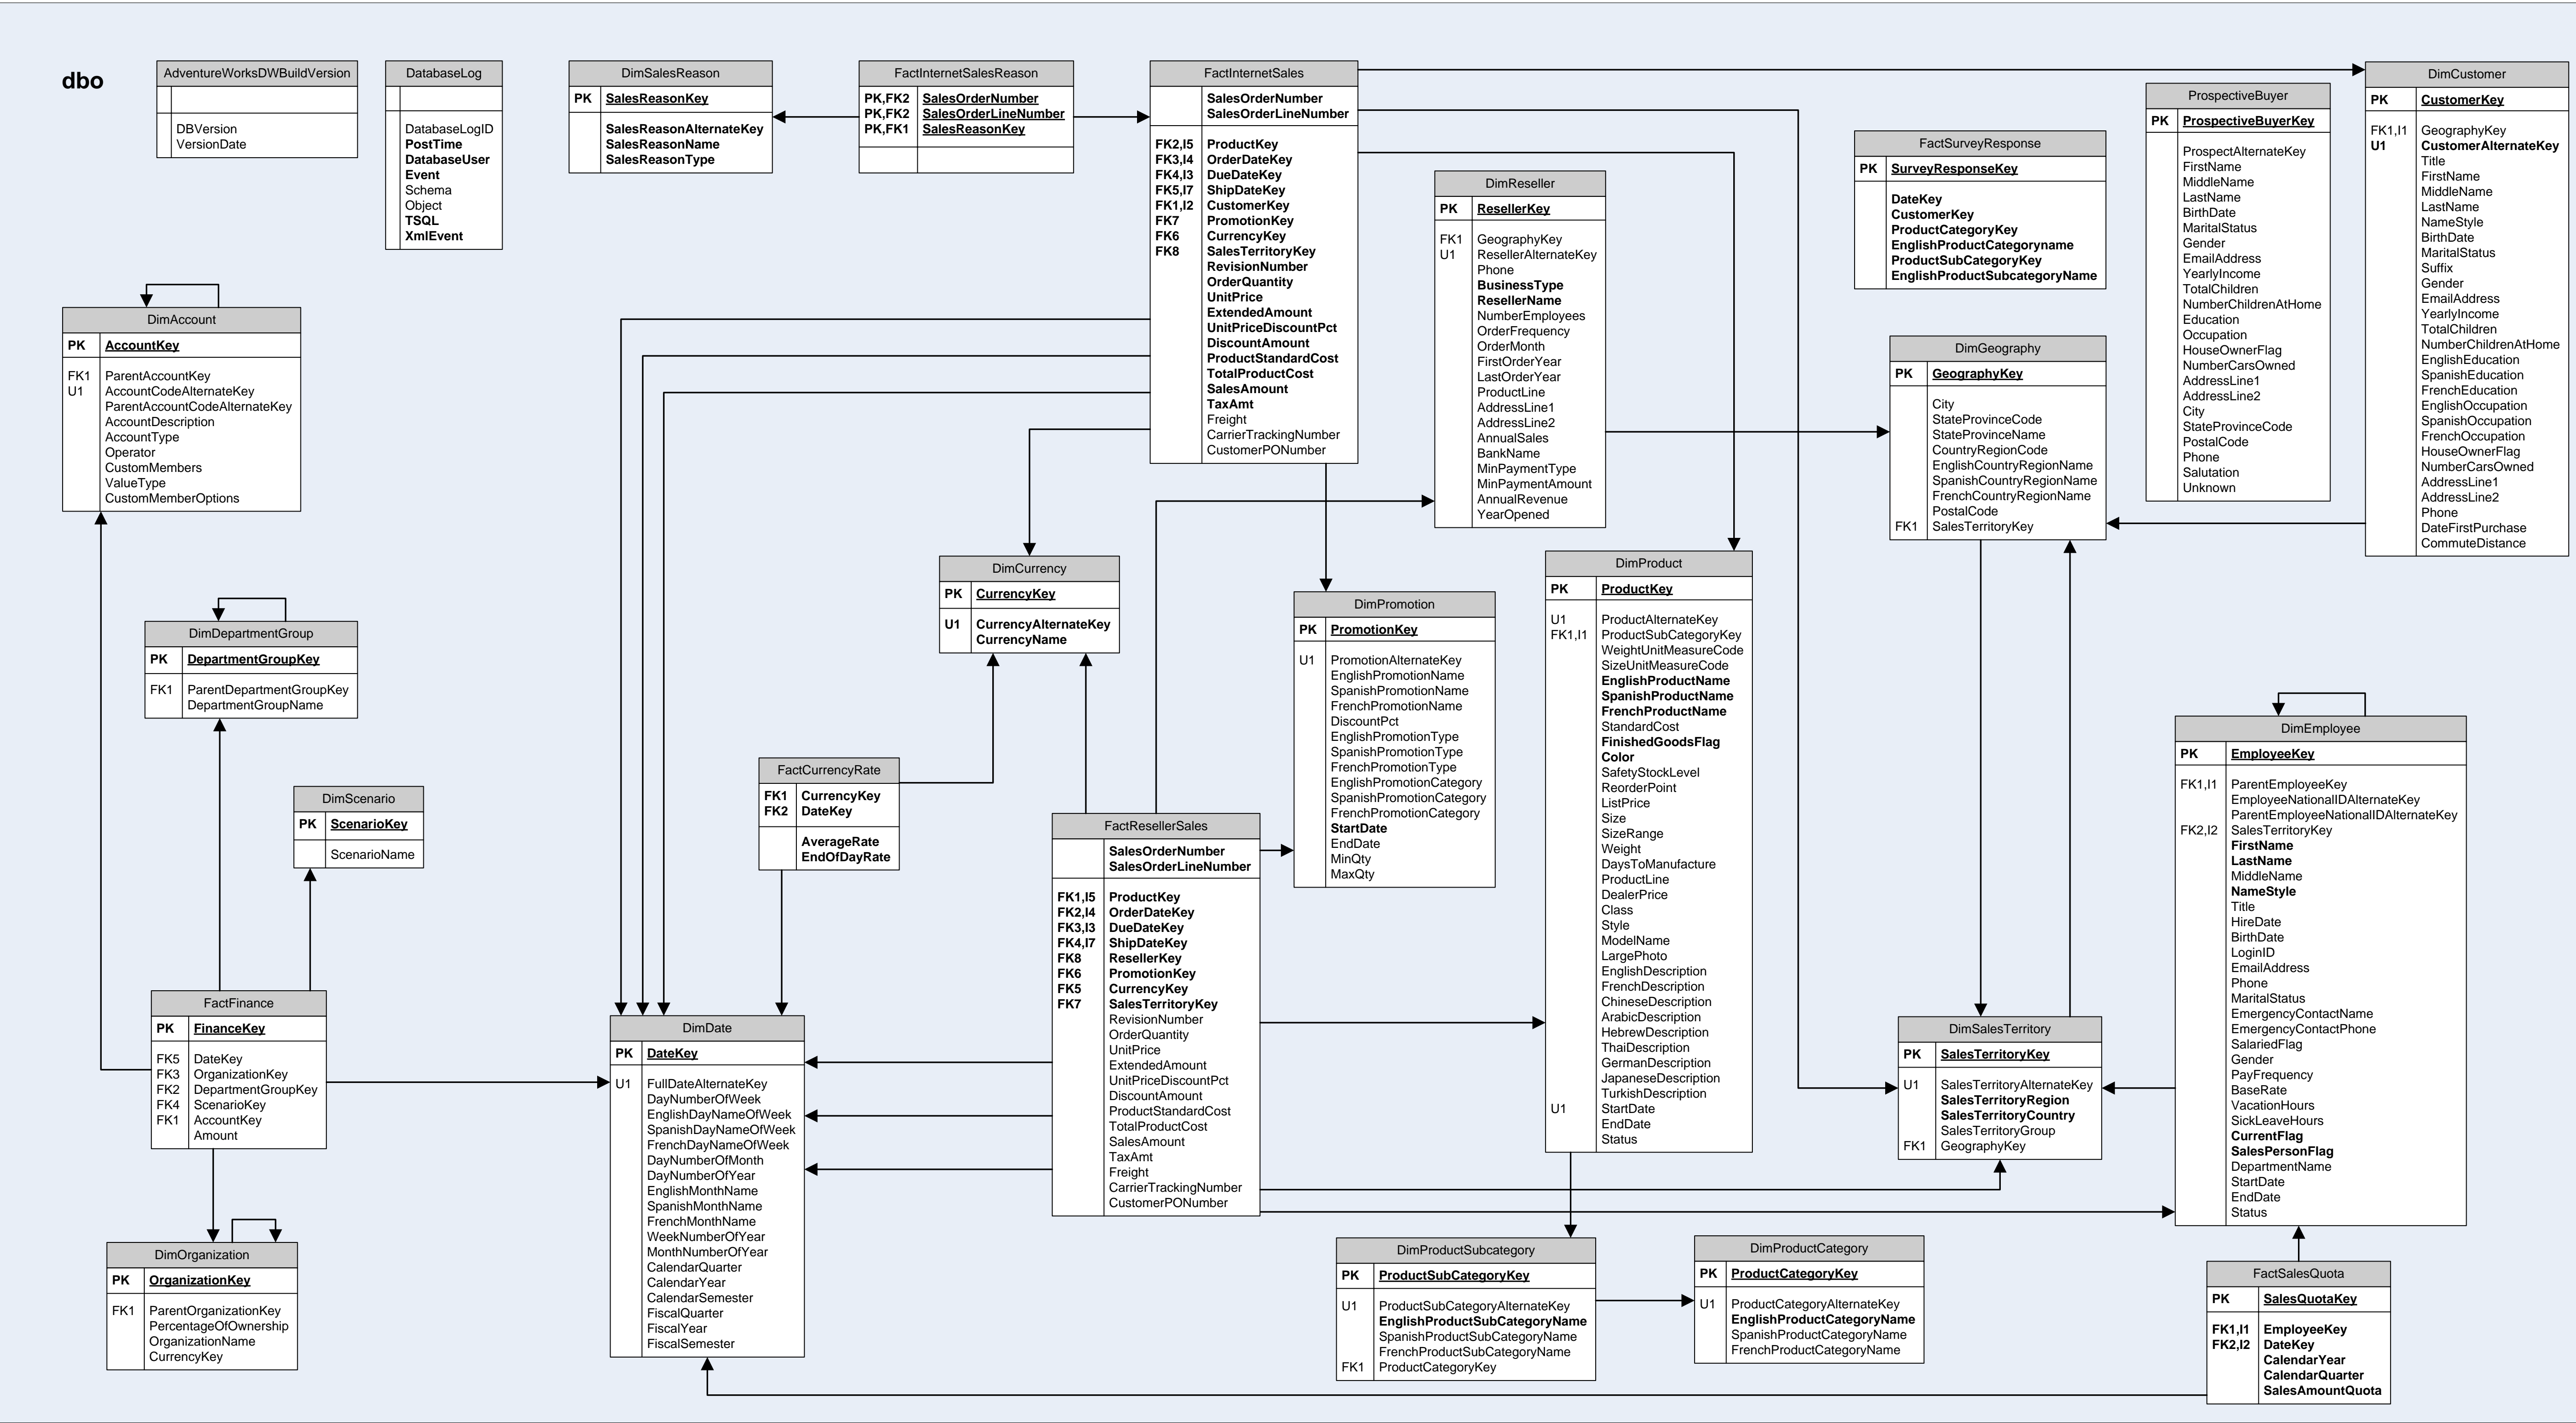 dbo
AdventureWorksDWBuildVersion
DBVersion
VersionDate
DatabaseLog
DatabaseLogID
PostTime
DatabaseUser
Event
Schema
Object
TSQL
XmlEvent
DimSalesReason
PK SalesReasonKey
SalesReasonAlternateKey
SalesReasonName
SalesReasonType
FactInternetSalesReason
PK,FK2 SalesOrderNumber
PK,FK2 SalesOrderLineNumber
PK,FK1 SalesReasonKey
FactInternetSales
SalesOrderNumber
SalesOrderLineNumber
FK2,I5 ProductKey
FK3,I4 OrderDateKey
FK4,I3 DueDateKey
FK5,I7 ShipDateKey
FK1,I2 CustomerKey
FK7 PromotionKey
FK6 CurrencyKey
FK8 SalesTerritoryKey
RevisionNumber
OrderQuantity
UnitPrice
ExtendedAmount
UnitPriceDiscountPct
DiscountAmount
ProductStandardCost
TotalProductCost
SalesAmount
TaxAmt
Freight
CarrierTrackingNumber
CustomerPONumber
DimReseller
PK ResellerKey
FK1 GeographyKey
U1 ResellerAlternateKey
Phone
BusinessType
ResellerName
NumberEmployees
OrderFrequency
OrderMonth
FirstOrderYear
LastOrderYear
ProductLine
AddressLine1
AddressLine2
AnnualSales
BankName
MinPaymentType
MinPaymentAmount
AnnualRevenue
YearOpened
FactSurveyResponse
PK SurveyResponseKey
DateKey
CustomerKey
ProductCategoryKey
EnglishProductCategoryname
ProductSubCategoryKey
EnglishProductSubcategoryName
ProspectiveBuyer
PK ProspectiveBuyerKey
ProspectAlternateKey
FirstName
MiddleName
LastName
BirthDate
MaritalStatus
Gender
EmailAddress
YearlyIncome
TotalChildren
NumberChildrenAtHome
Education
Occupation
HouseOwnerFlag
NumberCarsOwned
AddressLine1
AddressLine2
City
StateProvinceCode
PostalCode
Phone
Salutation
Unknown
DimCustomer
PK CustomerKey
FK1,I1 GeographyKey
U1 CustomerAlternateKey
Title
FirstName
MiddleName
LastName
NameStyle
BirthDate
MaritalStatus
Suffix
Gender
EmailAddress
YearlyIncome
TotalChildren
NumberChildrenAtHome
EnglishEducation
SpanishEducation
FrenchEducation
EnglishOccupation
SpanishOccupation
FrenchOccupation
HouseOwnerFlag
NumberCarsOwned
AddressLine1
AddressLine2
Phone
DateFirstPurchase
CommuteDistance
DimAccount
PK AccountKey
FK1 ParentAccountKey
U1 AccountCodeAlternateKey
ParentAccountCodeAlternateKey
AccountDescription
AccountType
Operator
CustomMembers
ValueType
CustomMemberOptions
DimGeography
PK GeographyKey
City
StateProvinceCode
StateProvinceName
CountryRegionCode
EnglishCountryRegionName
SpanishCountryRegionName
FrenchCountryRegionName
PostalCode
FK1 SalesTerritoryKey
DimDepartmentGroup
PK DepartmentGroupKey
FK1 ParentDepartmentGroupKey
DepartmentGroupName
DimCurrency
PK CurrencyKey
U1 CurrencyAlternateKey
CurrencyName
DimPromotion
PK PromotionKey
U1 PromotionAlternateKey
EnglishPromotionName
SpanishPromotionName
FrenchPromotionName
DiscountPct
EnglishPromotionType
SpanishPromotionType
FrenchPromotionType
EnglishPromotionCategory
SpanishPromotionCategory
FrenchPromotionCategory
StartDate
EndDate
MinQty
MaxQty
DimProduct
PK ProductKey
U1 ProductAlternateKey
FK1,I1 ProductSubCategoryKey
WeightUnitMeasureCode
SizeUnitMeasureCode
EnglishProductName
SpanishProductName
FrenchProductName
StandardCost
FinishedGoodsFlag
Color
SafetyStockLevel
ReorderPoint
ListPrice
Size
SizeRange
Weight
DaysToManufacture
ProductLine
DealerPrice
Class
Style
ModelName
LargePhoto
EnglishDescription
FrenchDescription
ChineseDescription
ArabicDescription
HebrewDescription
ThaiDescription
GermanDescription
JapaneseDescription
TurkishDescription
U1 StartDate
EndDate
Status
DimEmployee
PK EmployeeKey
FK1,I1 ParentEmployeeKey
EmployeeNationalIDAlternateKey
ParentEmployeeNationalIDAlternateKey
FK2,I2 SalesTerritoryKey
FirstName
LastName
MiddleName
NameStyle
Title
HireDate
BirthDate
LoginID
EmailAddress
Phone
MaritalStatus
EmergencyContactName
EmergencyContactPhone
SalariedFlag
Gender
PayFrequency
BaseRate
VacationHours
SickLeaveHours
CurrentFlag
SalesPersonFlag
DepartmentName
StartDate
EndDate
Status
DimScenario
PK ScenarioKey
ScenarioName
FactCurrencyRate
FK1 CurrencyKey
FK2 DateKey
AverageRate
EndOfDayRate
FactResellerSales
SalesOrderNumber
SalesOrderLineNumber
FK1,I5 ProductKey
FK2,I4 OrderDateKey
FK3,I3 DueDateKey
FK4,I7 ShipDateKey
FK8 ResellerKey
FK6 PromotionKey
FK5 CurrencyKey
FK7 SalesTerritoryKey
RevisionNumber
OrderQuantity
UnitPrice
ExtendedAmount
UnitPriceDiscountPct
DiscountAmount
ProductStandardCost
TotalProductCost
SalesAmount
TaxAmt
Freight
CarrierTrackingNumber
CustomerPONumber
FactFinance
PK FinanceKey
FK5 DateKey
FK3 OrganizationKey
FK2 DepartmentGroupKey
FK4 ScenarioKey
FK1 AccountKey
Amount
DimDate
PK DateKey
U1 FullDateAlternateKey
DayNumberOfWeek
EnglishDayNameOfWeek
SpanishDayNameOfWeek
FrenchDayNameOfWeek
DayNumberOfMonth
DayNumberOfYear
EnglishMonthName
SpanishMonthName
FrenchMonthName
WeekNumberOfYear
MonthNumberOfYear
CalendarQuarter
CalendarYear
CalendarSemester
FiscalQuarter
FiscalYear
FiscalSemester
DimSalesTerritory
PK SalesTerritoryKey
U1 SalesTerritoryAlternateKey
SalesTerritoryRegion
SalesTerritoryCountry
SalesTerritoryGroup
FK1 GeographyKey
DimOrganization
PK OrganizationKey
FK1 ParentOrganizationKey
PercentageOfOwnership
OrganizationName
CurrencyKey
DimProductSubcategory
PK ProductSubCategoryKey
U1 ProductSubCategoryAlternateKey
EnglishProductSubCategoryName
SpanishProductSubCategoryName
FrenchProductSubCategoryName
FK1 ProductCategoryKey
DimProductCategory
PK ProductCategoryKey
U1 ProductCategoryAlternateKey
EnglishProductCategoryName
SpanishProductCategoryName
FrenchProductCategoryName
FactSalesQuota
PK SalesQuotaKey
FK1,I1 EmployeeKey
FK2,I2 DateKey
CalendarYear
CalendarQuarter
SalesAmountQuota